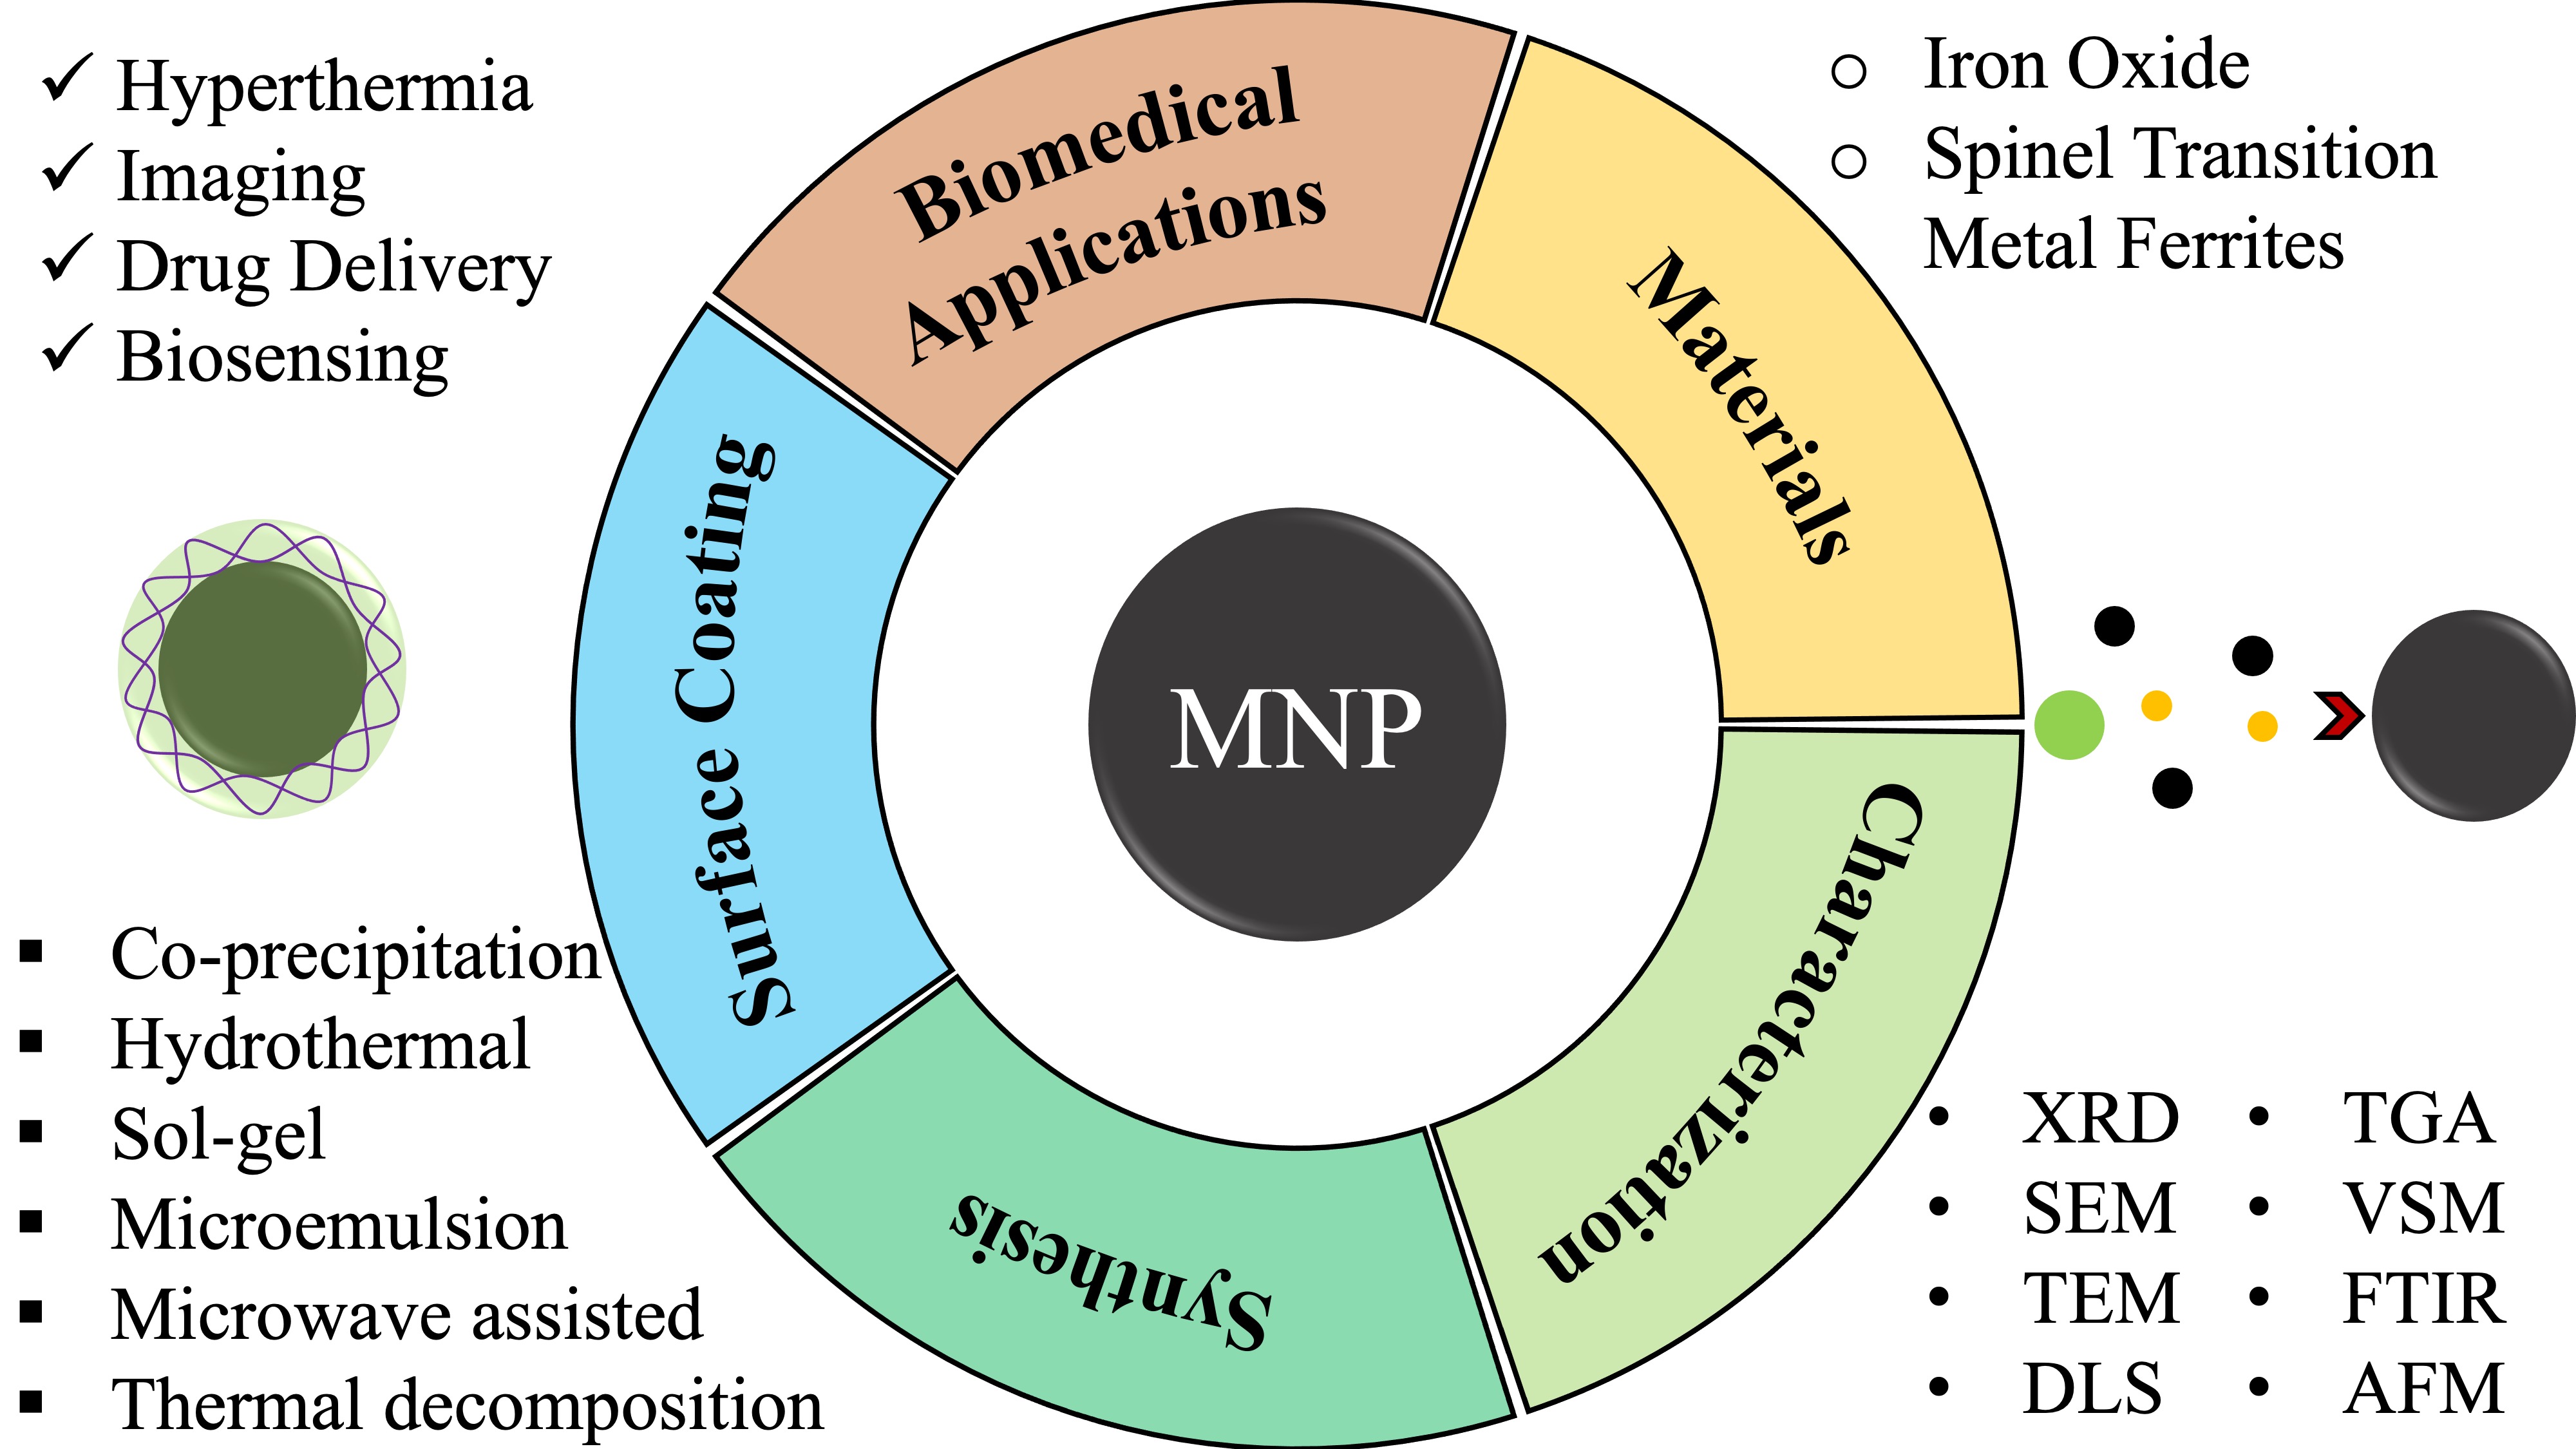 ✓ Hyperthermia
✓ Imaging
✓ Drug Delivery
✓ Biosensing
Biomedical
Applications
Materials
○ Iron Oxide
○ Spinel Transition
Metal Ferrites
Surface Coating
MNP
Characterization
Synthesis
▪ Co-precipitation
▪ Hydrothermal
▪ Sol-gel
▪ Microemulsion
▪ Microwave assisted
▪ Thermal decomposition
• XRD
• SEM
• TEM
• DLS
• TGA
• VSM
• FTIR
• AFM